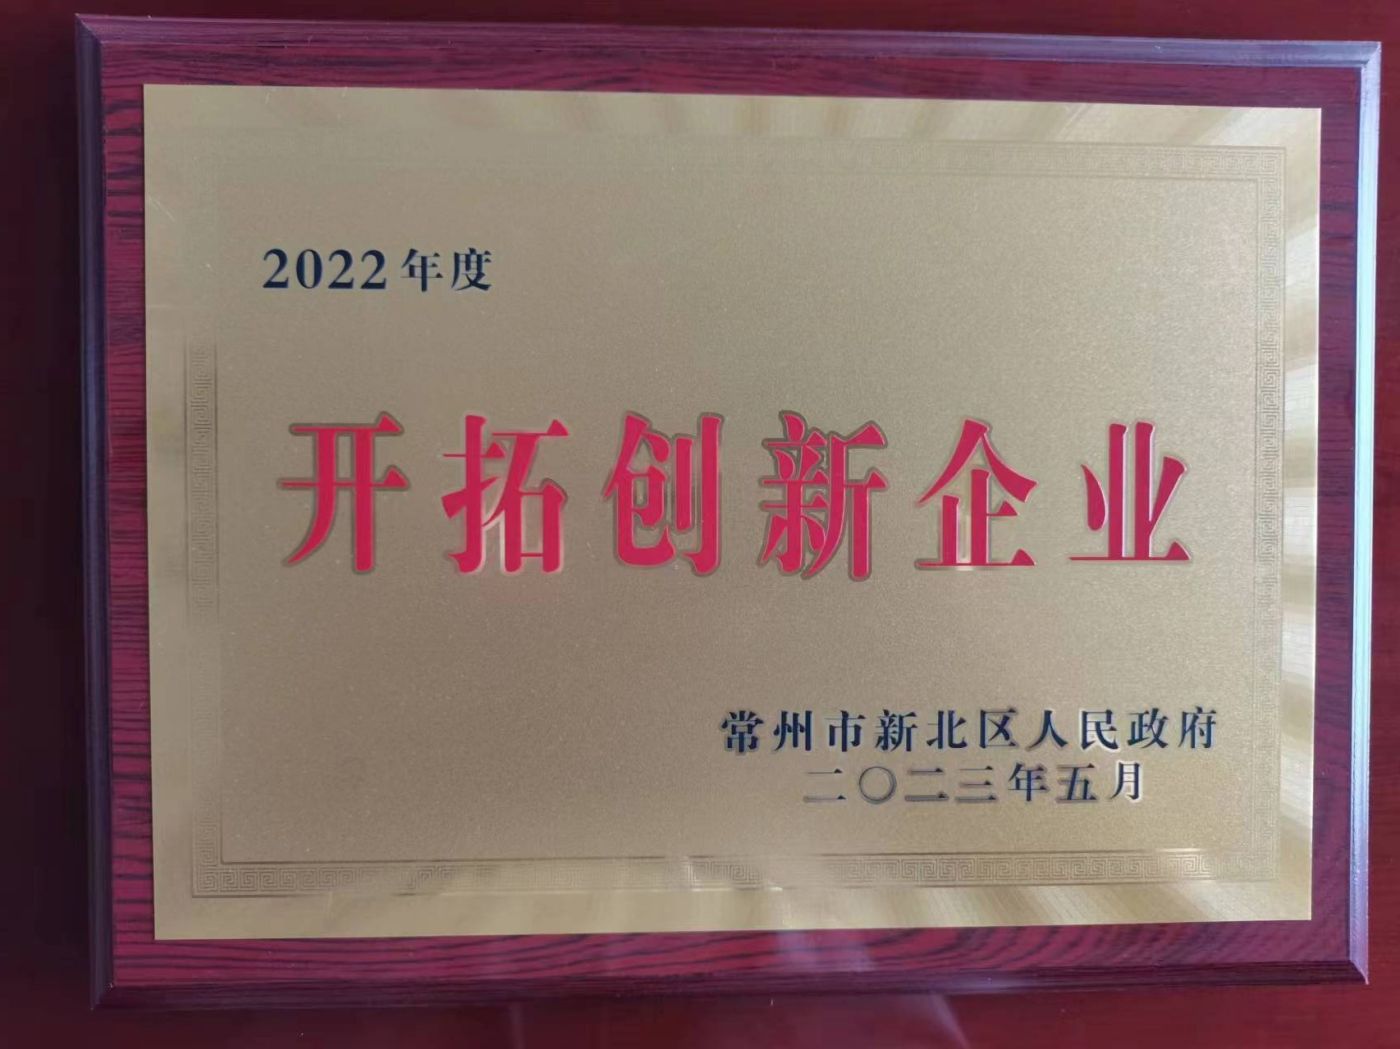 2022年度
开拓创新企业
常州市新北区人民政府
二〇二三年五月